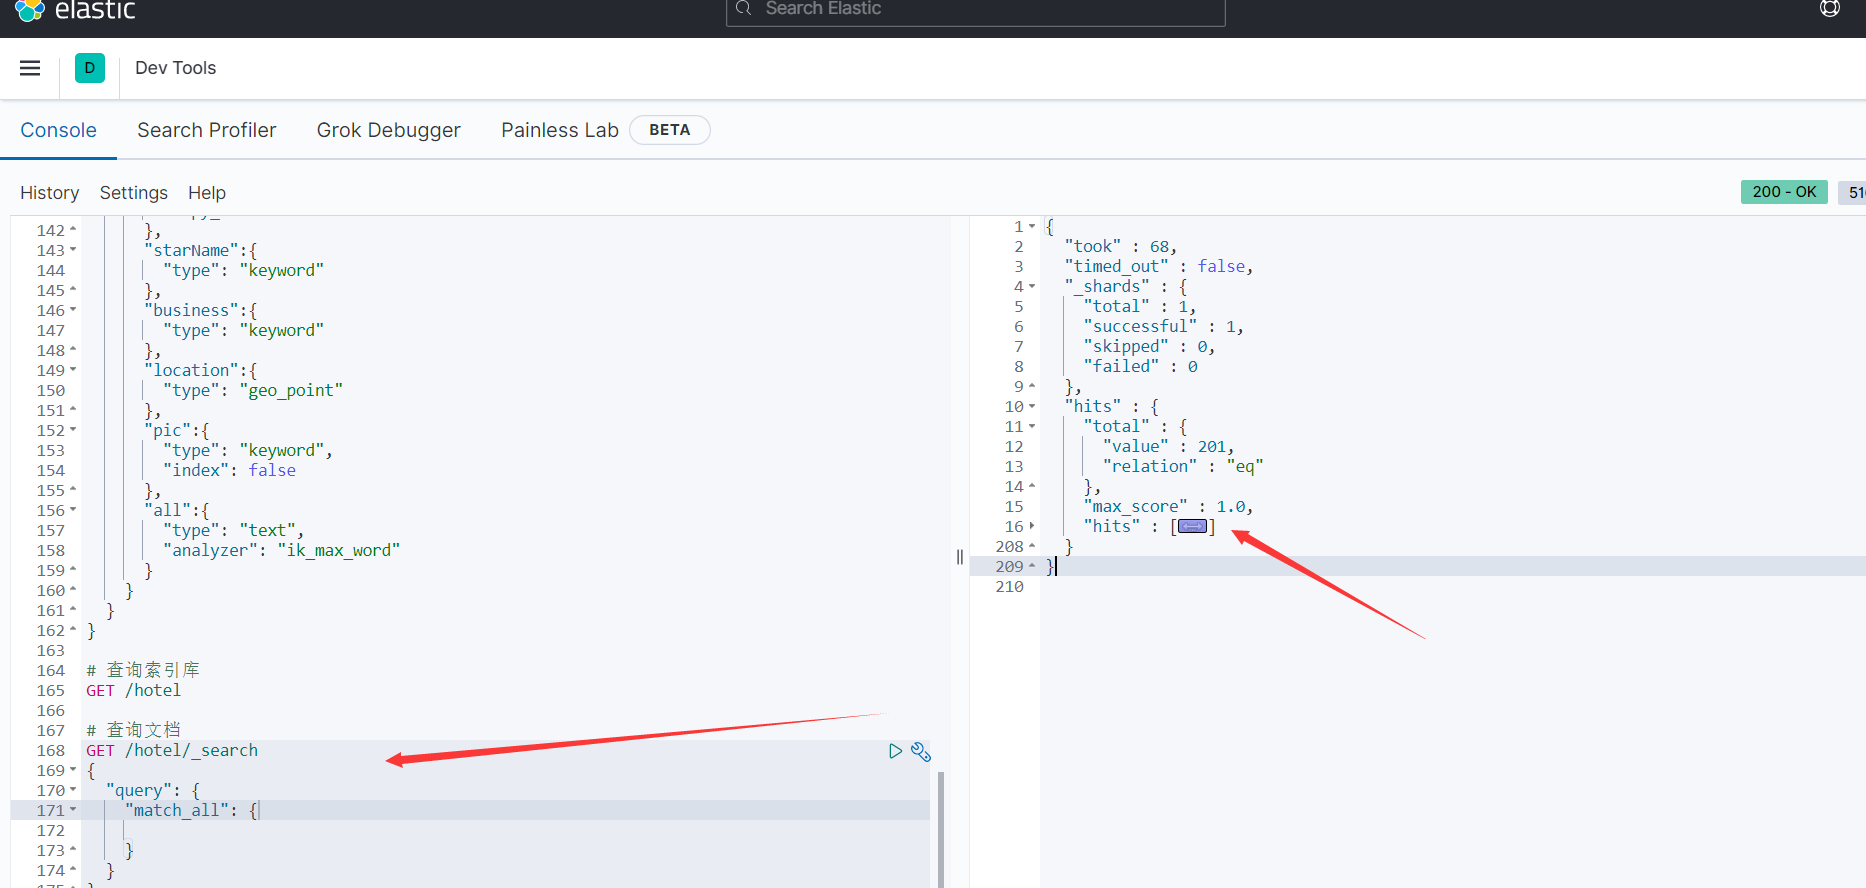 elastic
Search Elastic
D
Dev Tools
Console
Search Profiler
Grok Debugger
Painless Lab
BETA
History
Settings
Help
200 - OK
142 },
143 "starName":{
144 "type": "keyword"
145 },
146 "business":{
147 "type": "keyword"
148 },
149 "location":{
150 "type": "geo_point"
151 },
152 "pic":{
153 "type": "keyword",
154 "index": false
155 },
156 "all":{
157 "type": "text",
158 "analyzer": "ik_max_word"
159 }
160 }
161 }
162 }
163
164 # 查询索引库
165 GET /hotel
166
167 # 查询文档
168 GET /hotel/_search
169 {
170 "query": {
171 "match_all": {
172
173 }
174 }
1 {
2 "took" : 68,
3 "timed_out" : false,
4 "_shards" : {
5 "total" : 1,
6 "successful" : 1,
7 "skipped" : 0,
8 "failed" : 0
9 },
10 "hits" : {
11 "total" : {
12 "value" : 201,
13 "relation" : "eq"
14 },
15 "max_score" : 1.0,
16 "hits" : [ ]
208 }
209 }
210